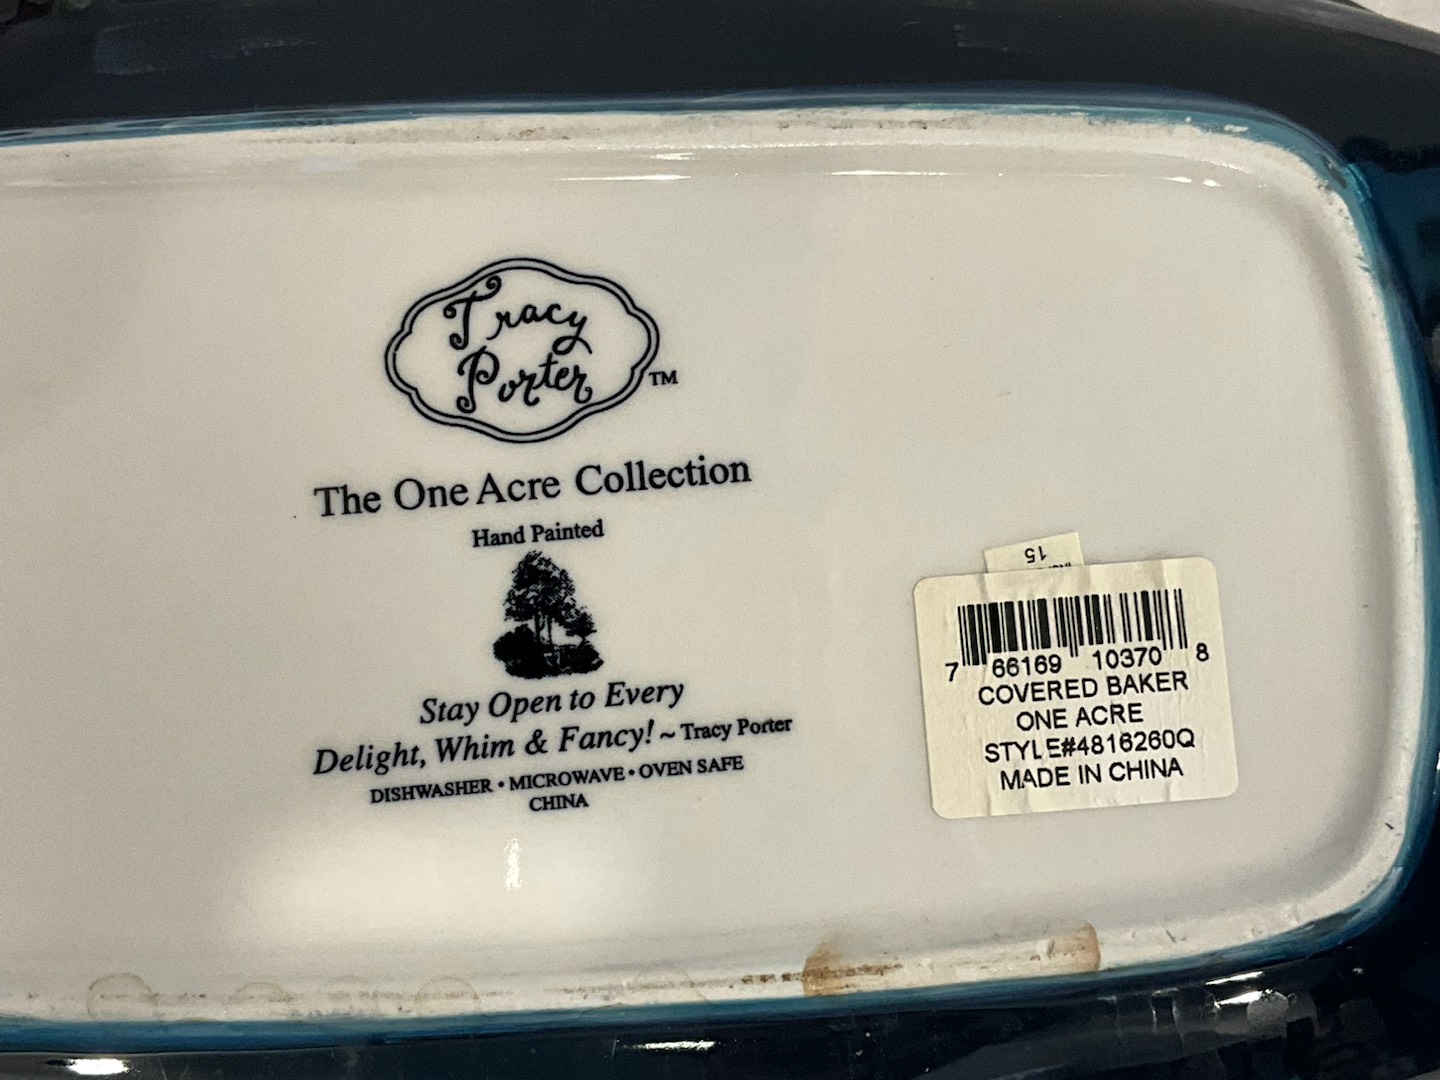 Tracy
Porter TM
The One Acre Collection
Hand Painted
Stay Open to Every
Delight, Whim & Fancy! ~ Tracy Porter
DISHWASHER • MICROWAVE • OVEN SAFE
CHINA
15
7 66169 10370 8
COVERED BAKER
ONE ACRE
STYLE#4816260Q
MADE IN CHINA